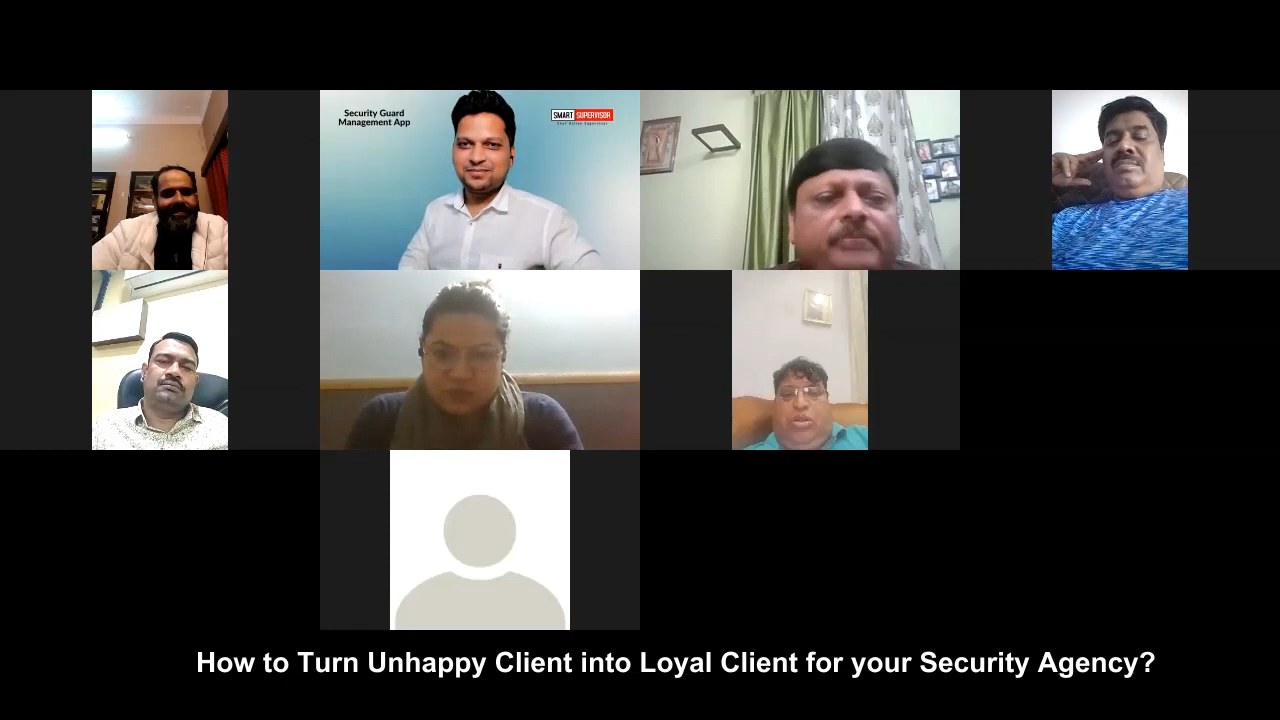 Security Guard
Management App
SMART SUPERVISOR
How to Turn Unhappy Client into Loyal Client for your Security Agency?